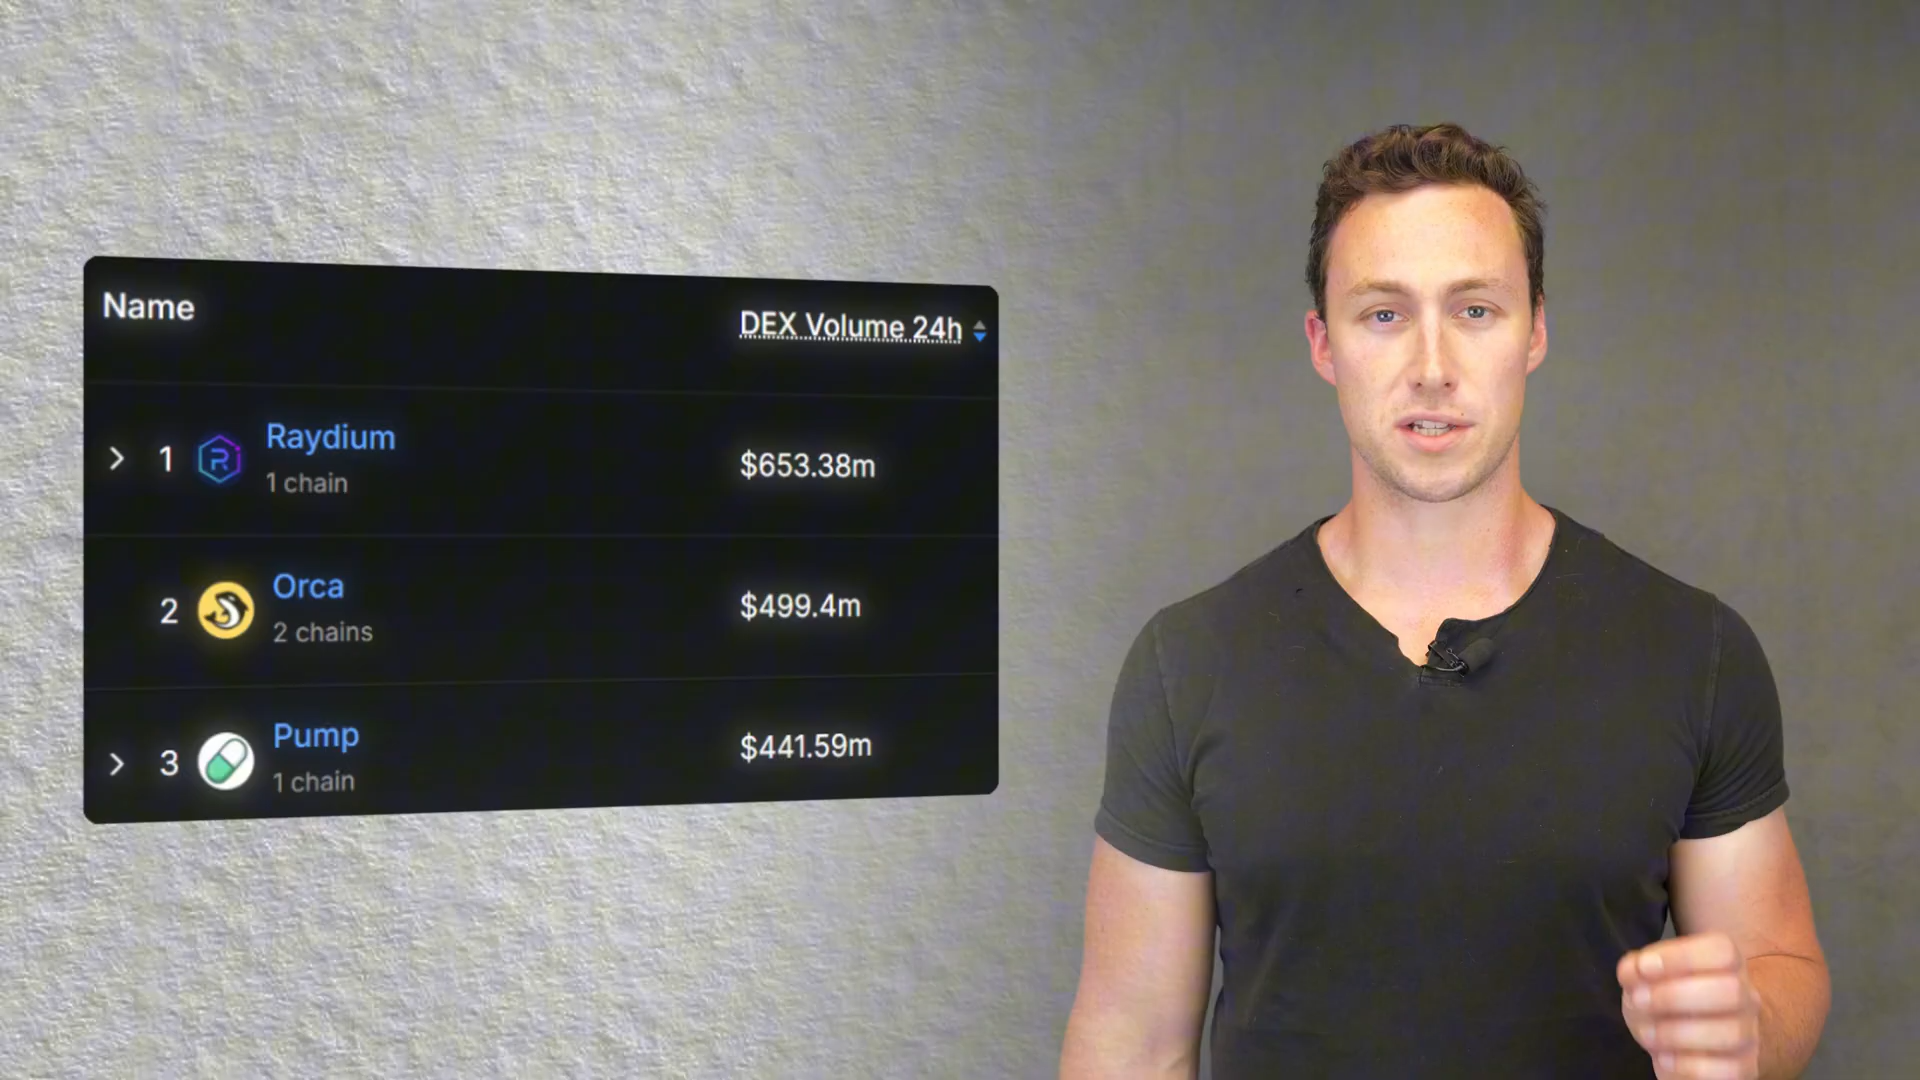 Name
DEX Volume 24h
1
Raydium
1 chain
$653.38m
2
Orca
2 chains
$499.4m
3
Pump
1 chain
$441.59m